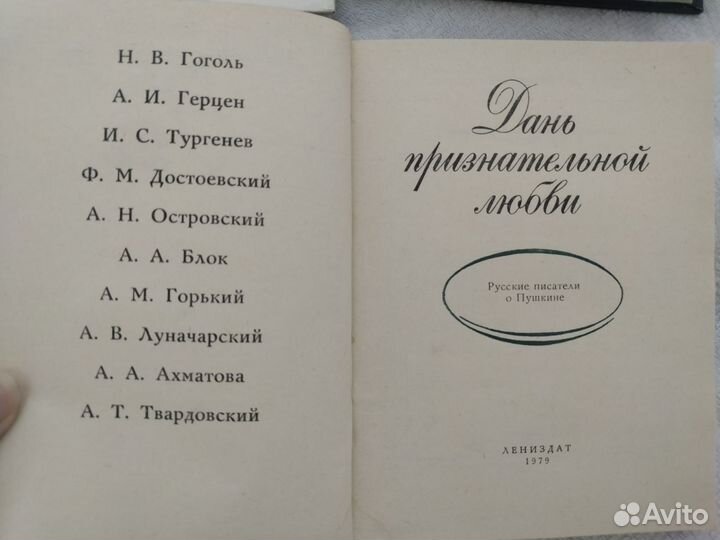 Н. В. Гоголь
А. И. Герцен
И. С. Тургенев
Ф. М. Достоевский
А. Н. Островский
А. А. Блок
А. М. Горький
А. В. Луначарский
А. А. Ахматова
А. Т. Твардовский
Дань
признательной
любви
Русские писатели
о Пушкине
ЛЕНИЗДАТ
1979
Avito